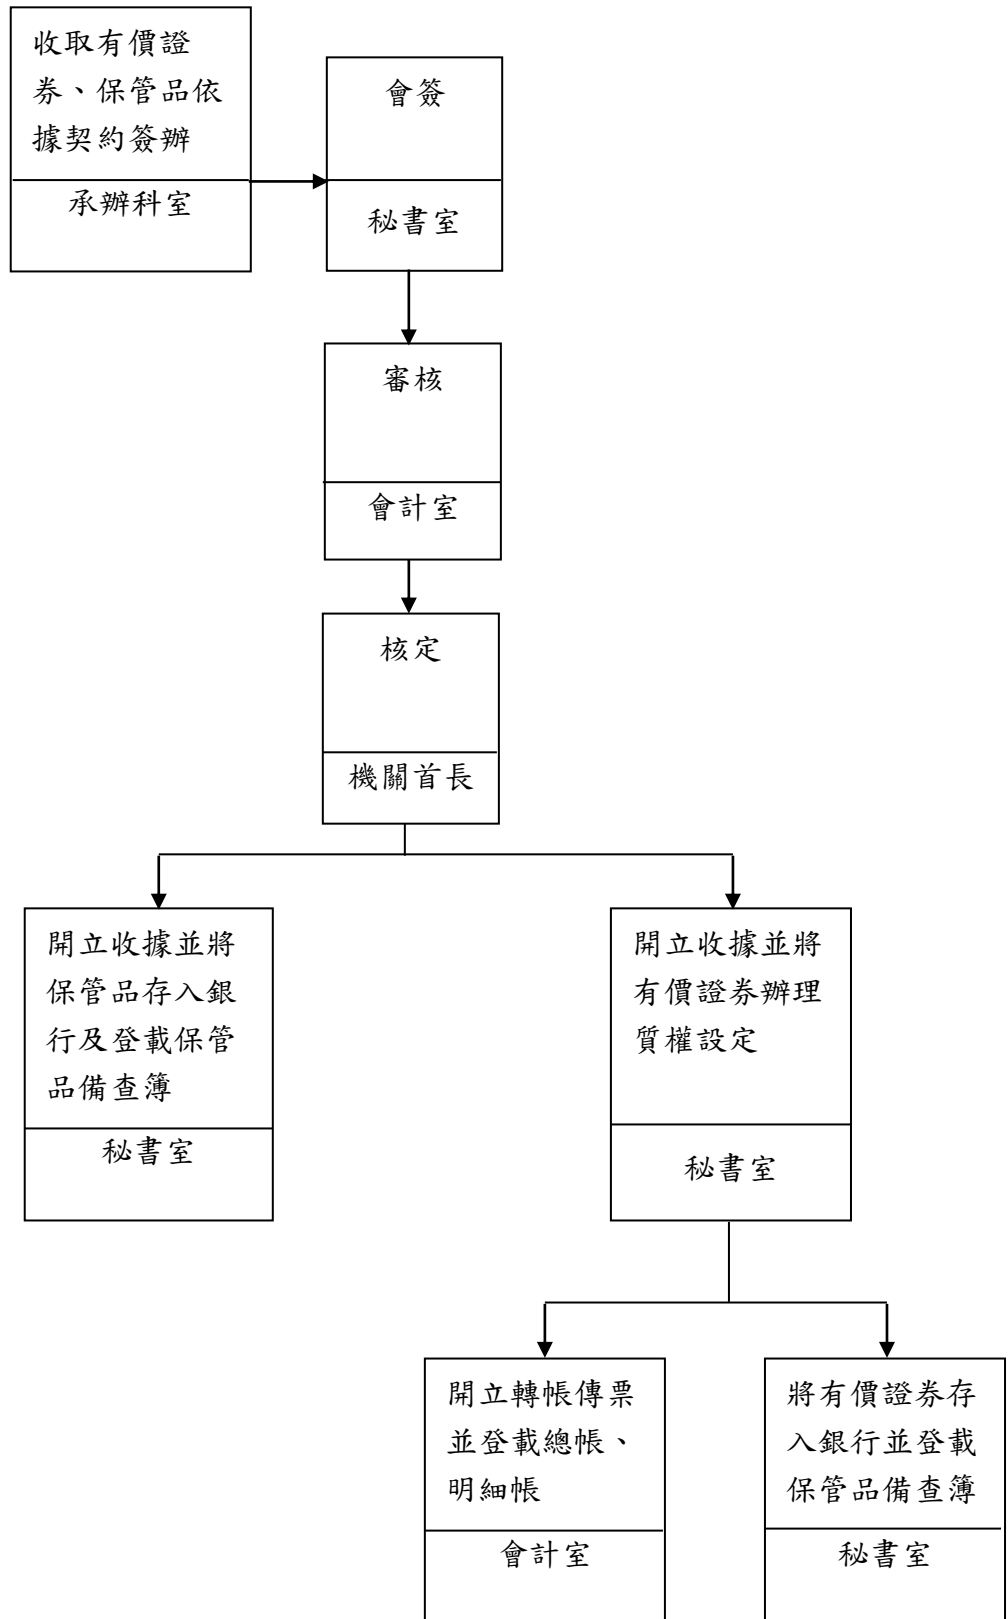 收取有價證
券、保管品依
據契約簽辦
承辦科室
會簽
秘書室
審核
會計室
核定
機關首長
開立收據並將
保管品存入銀
行及登載保管
品備查簿
秘書室
開立收據並將
有價證券辦理
質權設定
秘書室
開立轉帳傳票
並登載總帳、
明細帳
會計室
將有價證券存
入銀行並登載
保管品備查簿
秘書室